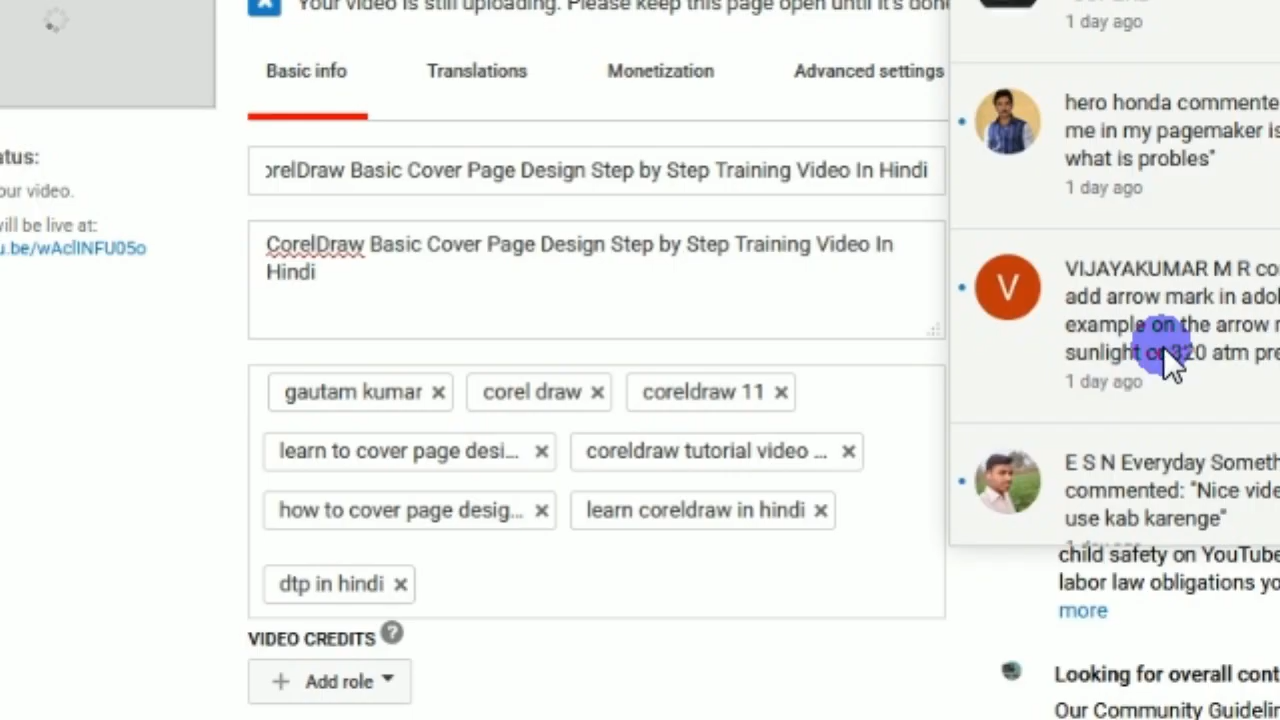 Your video is still uploading. Please keep this page open until it's done
1 day ago
Basic info
Translations
Monetization
Advanced settings
hero honda commente
me in my pagemaker is
what is probles"
1 day ago
atus:
our video.
vill be live at:
u.be/wAclINFU05o
orelDraw Basic Cover Page Design Step by Step Training Video In Hindi
CorelDraw Basic Cover Page Design Step by Step Training Video In
Hindi
VIJAYAKUMAR M R co
add arrow mark in adol
example on the arrow
sunlight 320 atm pre
1 day ago
gautam kumar ×
corel draw ×
coreldraw 11 ×
learn to cover page desi... ×
coreldraw tutorial video ... ×
how to cover page desig... ×
learn coreldraw in hindi ×
dtp in hindi ×
E S N Everyday Someth
commented: "Nice vide
use kab karenge"
child safety on YouTube
labor law obligations yo
more
VIDEO CREDITS ?
+ Add role
Looking for overall cont
Our Community Guidelin